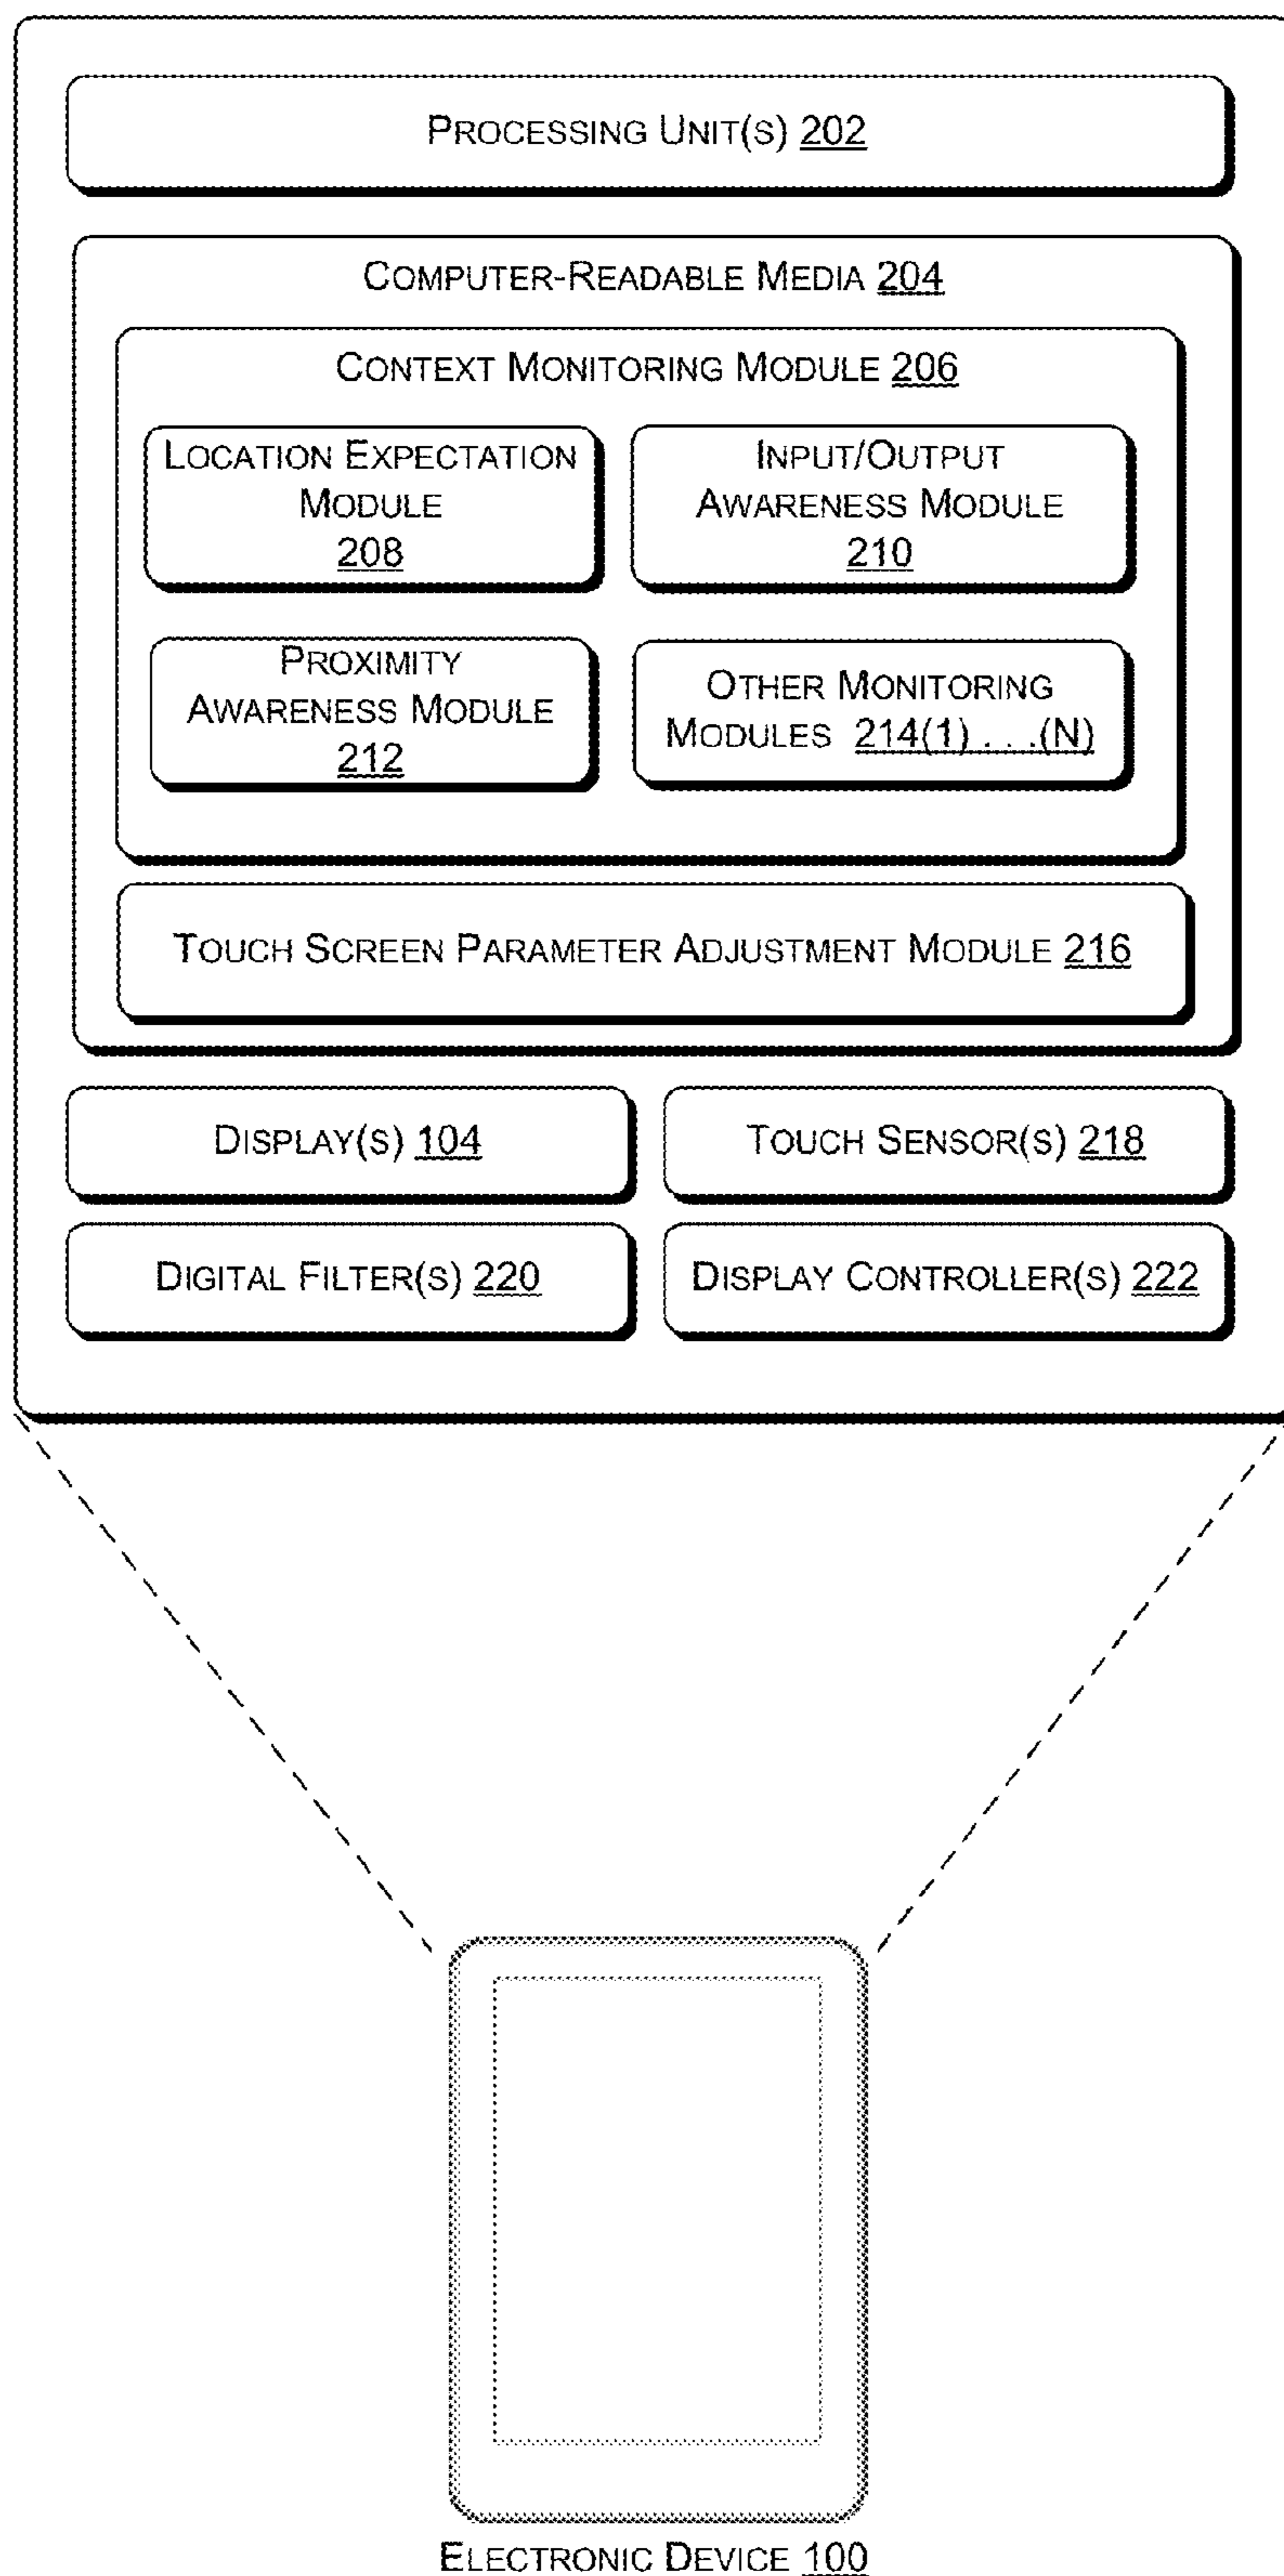 PROCESSING UNIT(S) 202
COMPUTER-READABLE MEDIA 204
CONTEXT MONITORING MODULE 206
LOCATION EXPECTATION
MODULE
208
INPUT/OUTPUT
AWARENESS MODULE
210
PROXIMITY
AWARENESS MODULE
212
OTHER MONITORING
MODULES 214(1) . . .(N)
TOUCH SCREEN PARAMETER ADJUSTMENT MODULE 216
DISPLAY(S) 104
TOUCH SENSOR(S) 218
DIGITAL FILTER(S) 220
DISPLAY CONTROLLER(S) 222
ELECTRONIC DEVICE 100